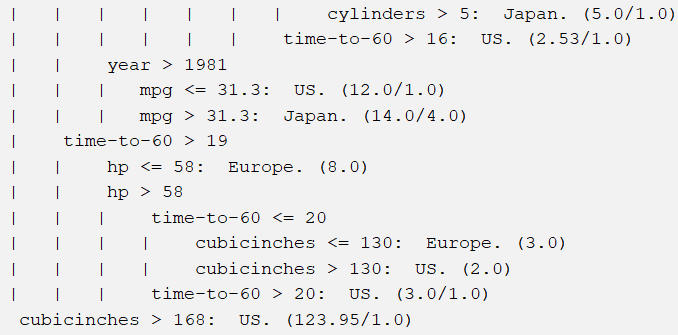 |   |   |   |   |   |   |   cylinders > 5:  Japan. (5.0/1.0)
|   |   |   |   |   |   time-to-60 > 16:  US. (2.53/1.0)
|   |   year > 1981
|   |   |   mpg <= 31.3:  US. (12.0/1.0)
|   |   |   mpg > 31.3:  Japan. (14.0/4.0)
|   time-to-60 > 19
|   |   hp <= 58:  Europe. (8.0)
|   |   hp > 58
|   |   |   time-to-60 <= 20
|   |   |   |   cubicinches <= 130:  Europe. (3.0)
|   |   |   |   cubicinches > 130:  US. (2.0)
|   |   |   time-to-60 > 20:  US. (3.0/1.0)
cubicinches > 168:  US. (123.95/1.0)